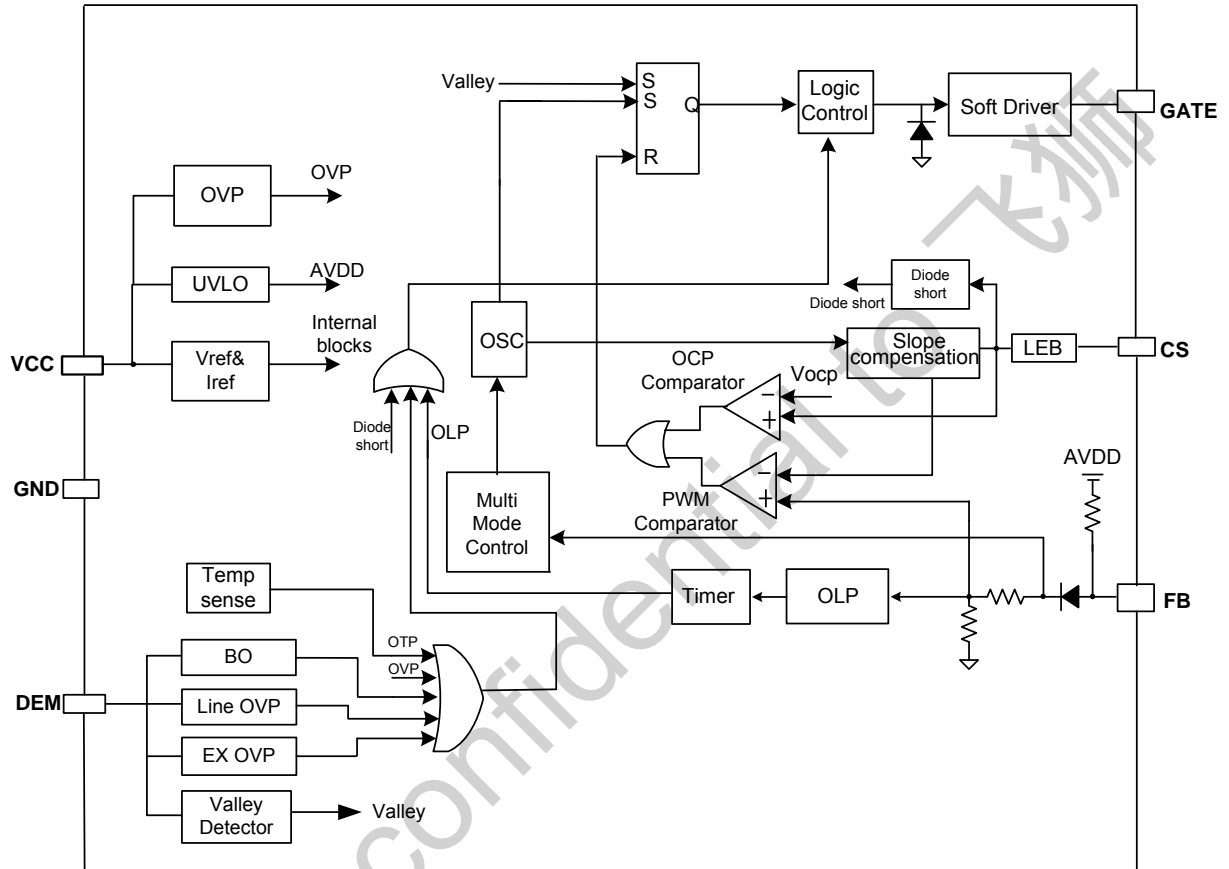 Valley
S
S
Q
R
Logic
Control
Soft Driver
GATE
OVP
OVP
UVLO
AVDD
VCC
Vref&
Iref
Internal
blocks
OSC
Diode short
Diode
short
Slope
compensation
LEB
CS
OCP
Comparator
Vocp
−
+
Diode
short
OLP
GND
Multi
Mode
Control
−
+
PWM
Comparator
AVDD
Timer
OLP
FB
Temp
sense
OTP
OVP
DEM
BO
Line OVP
EX OVP
Valley
Detector
Valley
confidential to 飞狮